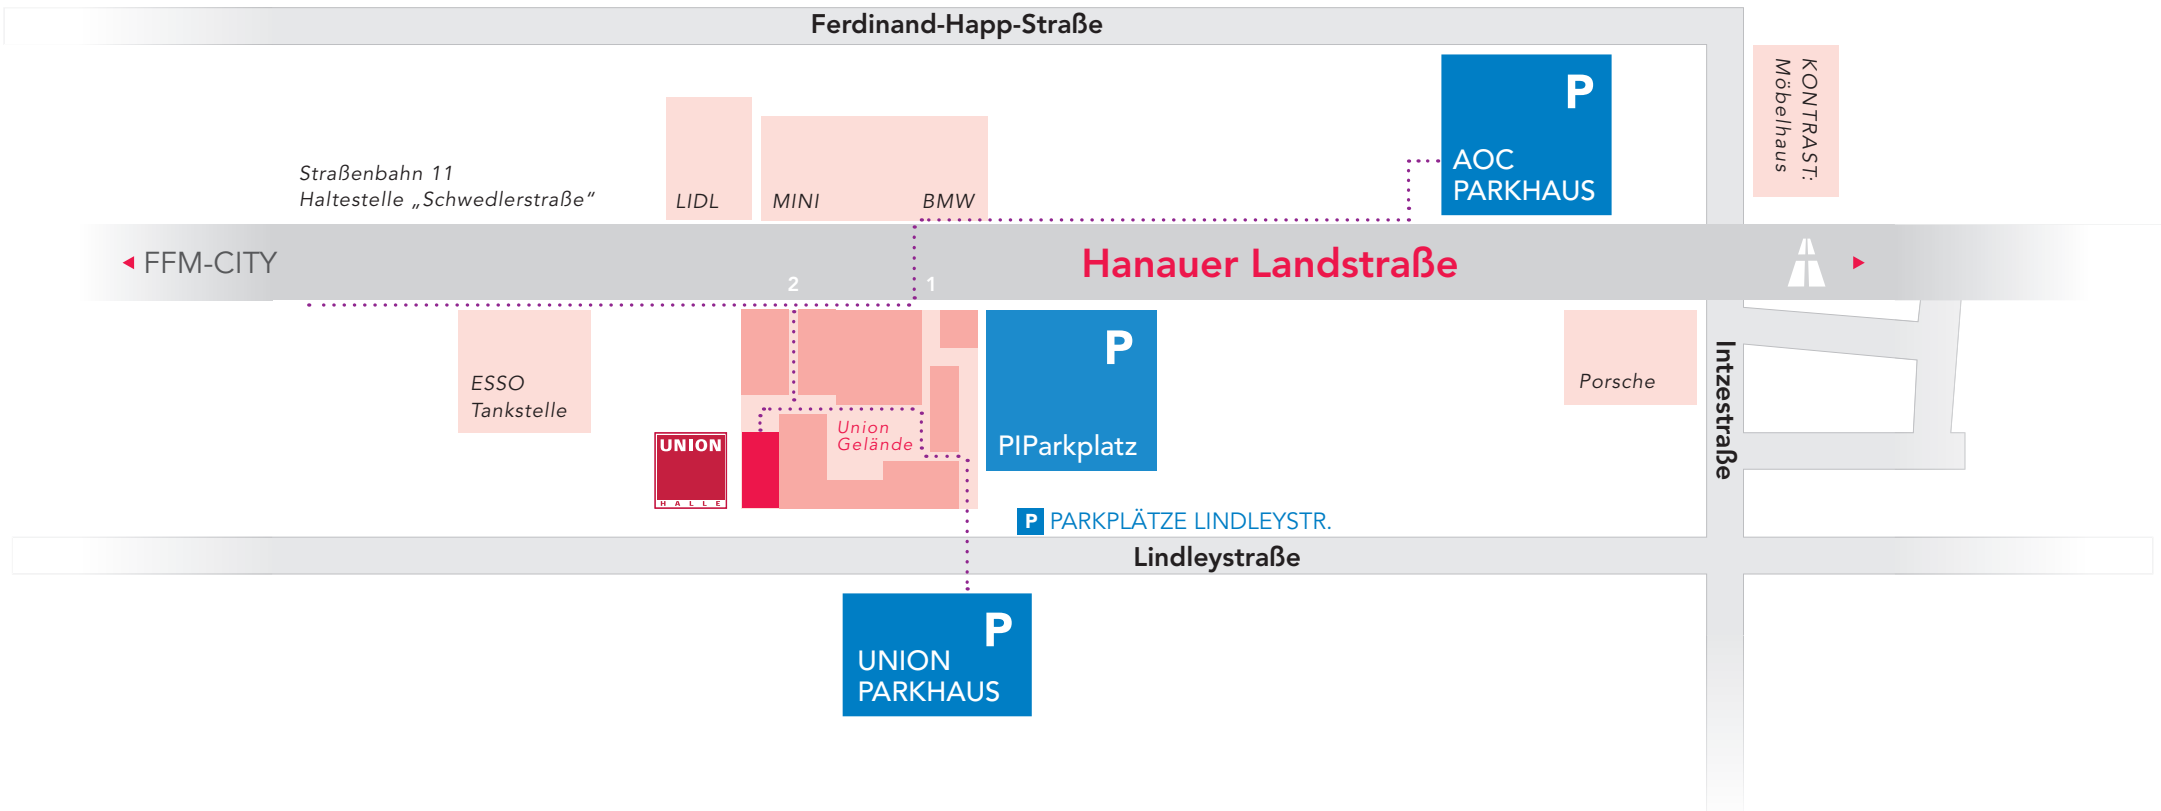 Ferdinand-Happ-Straße
P
AOC
PARKHAUS
KONTRAST:
Möbelhaus
Straßenbahn 11
Haltestelle „Schwedlerstraße“
LIDL
MINI
BMW
FFM-CITY
Hanauer Landstraße
2
1
ESSO
Tankstelle
P
PIParkplatz
Porsche
Intzestraße
Union
Gelände
UNION
HALLE
P PARKPLÄTZE LINDLEYSTR.
Lindleystraße
P
UNION
PARKHAUS